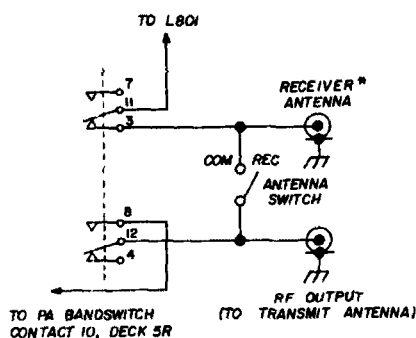 TO L801
7
11
3
RECEIVER*
ANTENNA
COM
REC
ANTENNA
SWITCH
8
12
4
TO PA BANDSWITCH
CONTACT 10, DECK 5R
RF OUTPUT
(TO TRANSMIT ANTENNA)